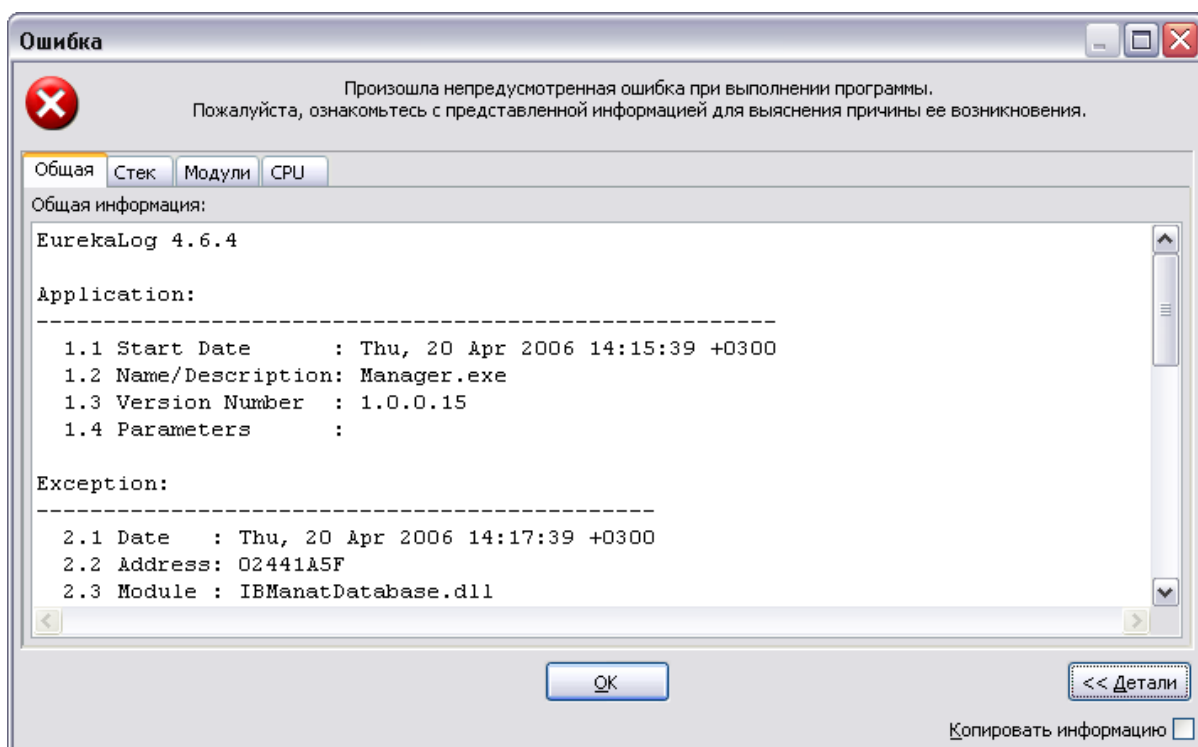 Ошибка
Произошла непредусмотренная ошибка при выполнении программы.
Пожалуйста, ознакомьтесь с представленной информацией для выяснения причины ее возникновения.
Общая Стек Модули CPU
Общая информация:
EurekaLog 4.6.4
Application:
-------------------------------------------------------
1.1 Start Date      : Thu, 20 Apr 2006 14:15:39 +0300
1.2 Name/Description: Manager.exe
1.3 Version Number  : 1.0.0.15
1.4 Parameters      :
Exception:
----------------------------------------------
2.1 Date   : Thu, 20 Apr 2006 14:17:39 +0300
2.2 Address: 02441A5F
2.3 Module : IBManatDatabase.dll
OK
<< Детали
Копировать информацию